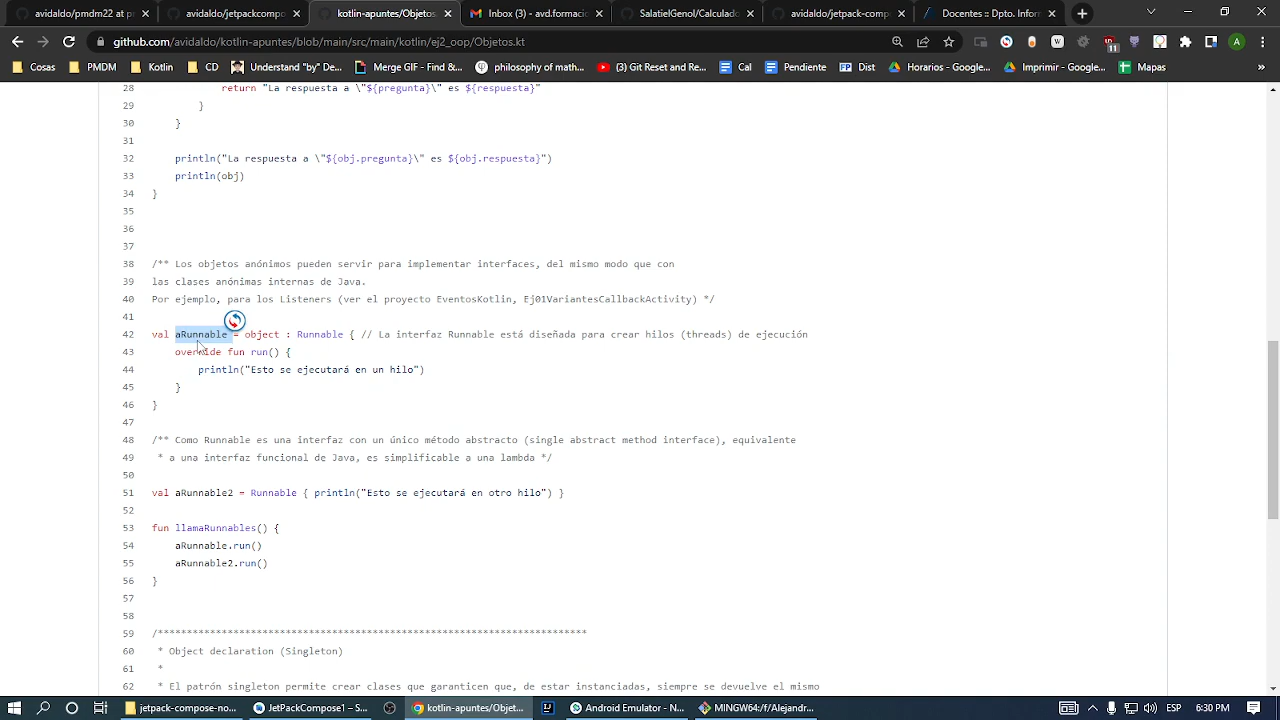 avidaldo/pmdm22 at pr
avidaldo/jetpackcompo
kotlin-apuntes/Objetos.
Inbox (3) - avd.formacio
SalatielGenol/Calculado
avidaldo/jetpack-comp
Docentes :: Dpto. Inforr
github.com/avidaldo/kotlin-apuntes/blob/main/src/main/kotlin/ej2_oop/Objetos.kt
11
A
Cosas
PMDM
Kotlin
CD
Understand "by" De...
Merge GIF - Find &...
philosophy of math...
(3) Git Reset and Re...
Cal
Pendiente
FP Dist
Horarios - Google...
Imprimir - Google...
Mapas
»
28 return "La respuesta a \"${pregunta}\" es ${respuesta}"
29 }
30 }
31
32 println("La respuesta a \"${obj.pregunta}\" es ${obj.respuesta}")
33 println(obj)
34 }
35
36
37
38 /** Los objetos anónimos pueden servir para implementar interfaces, del mismo modo que con
39 las clases anónimas internas de Java.
40 Por ejemplo, para los Listeners (ver el proyecto EventosKotlin, Ej01VariantesCallbackActivity) */
41
42 val aRunnable = object : Runnable { // La interfaz Runnable está diseñada para crear hilos (threads) de ejecución
43 override fun run() {
44 println("Esto se ejecutará en un hilo")
45 }
46 }
47
48 /** Como Runnable es una interfaz con un único método abstracto (single abstract method interface), equivalente
49 * a una interfaz funcional de Java, es simplificable a una lambda */
50
51 val aRunnable2 = Runnable { println("Esto se ejecutará en otro hilo") }
52
53 fun llamaRunnables() {
54 aRunnable.run()
55 aRunnable2.run()
56 }
57
58
59 /**************************************************************************
60 * Object declaration (Singleton)
61 *
62 * El patrón singleton permite crear clases que garanticen que, de estar instanciadas, siempre se devuelve el mismo
jetpack-compose-no...
JetPackCompose 1 - S...
kotlin-apuntes/Objet...
Android Emulator - N...
MINGW64:/f/Alejandr...
ESP
6:30 PM